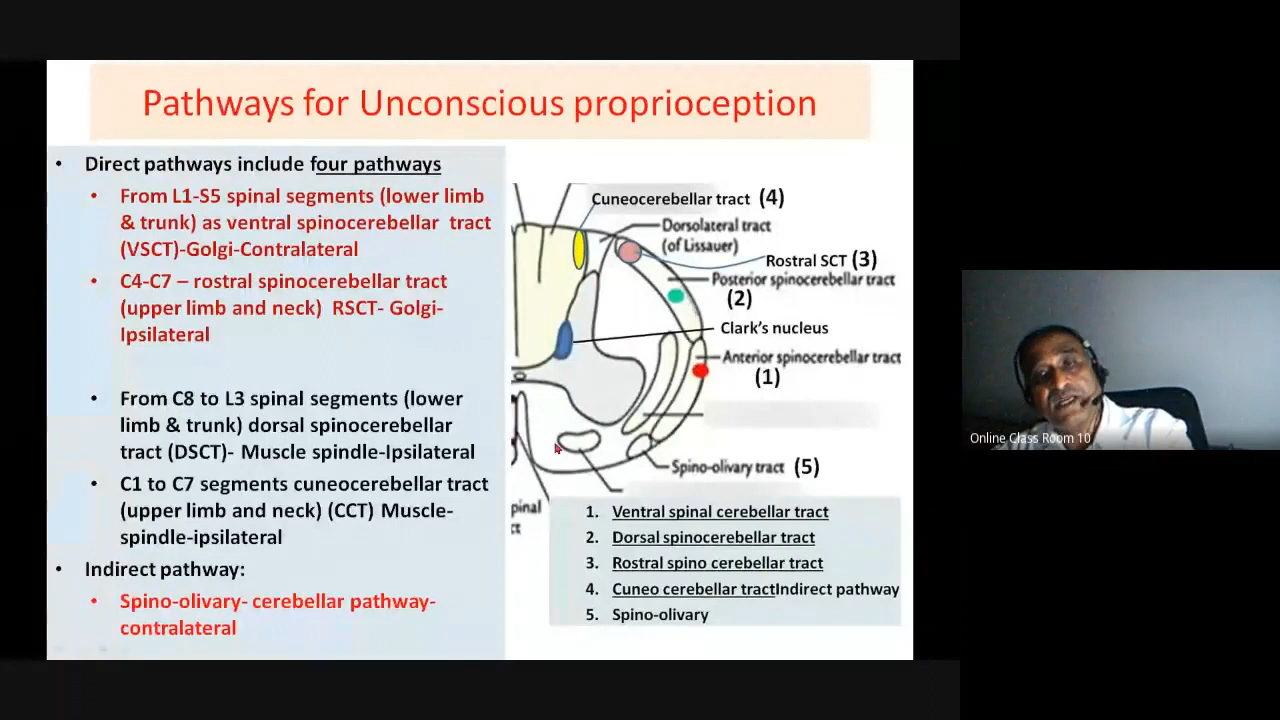 Pathways for Unconscious proprioception
• Direct pathways include four pathways
• From L1-S5 spinal segments (lower limb
& trunk) as ventral spinocerebellar tract
(VSCT)-Golgi-Contralateral
• C4-C7 – rostral spinocerebellar tract
(upper limb and neck) RSCT- Golgi-
Ipsilateral
• From C8 to L3 spinal segments (lower
limb & trunk) dorsal spinocerebellar
tract (DSCT)- Muscle spindle-Ipsilateral
• C1 to C7 segments cuneocerebellar tract
(upper limb and neck) (CCT) Muscle-
spindle-ipsilateral
• Indirect pathway:
• Spino-olivary- cerebellar pathway-
contralateral
Cuneocerebellar tract (4)
Dorsolateral tract
(of Lissauer)
Rostral SCT (3)
Posterior spinocerebellar tract
(2)
Clark's nucleus
Anterior spinocerebellar tract
(1)
Spino-olivary tract (5)
pinal
ct
1. Ventral spinal cerebellar tract
2. Dorsal spinocerebellar tract
3. Rostral spino cerebellar tract
4. Cuneo cerebellar tractIndirect pathway
5. Spino-olivary
Online Class Room 10